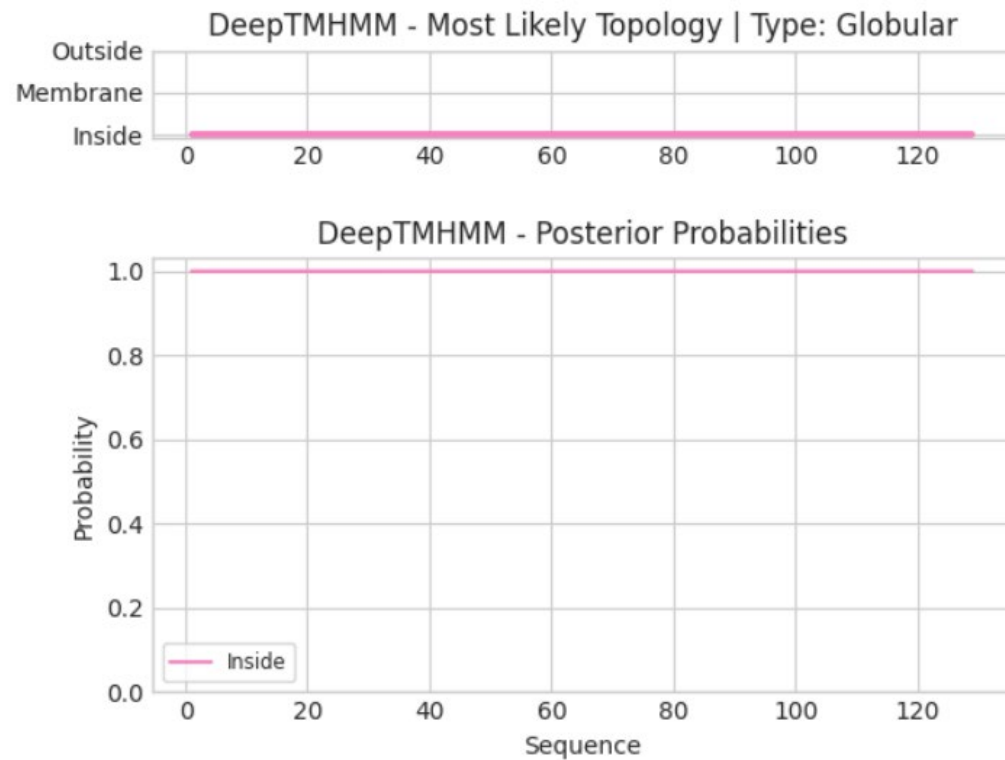 DeepTMHMM - Most Likely Topology | Type: Globular
Outside
Membrane
Inside
0 20 40 60 80 100 120
DeepTMHMM - Posterior Probabilities
1.0
0.8
0.6
0.4
0.2
0.0
Probability
Inside
0 20 40 60 80 100 120
Sequence